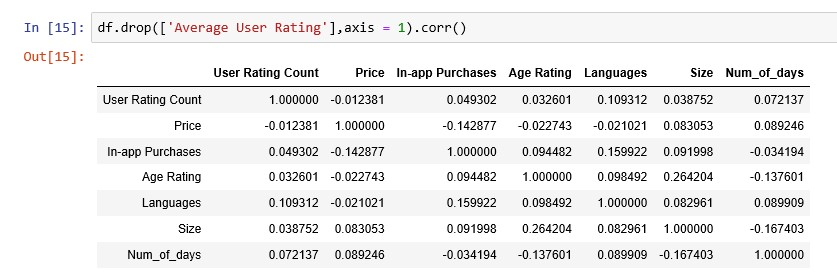 In [15]: df.drop(['Average User Rating'],axis = 1).corr()
Out[15]:
User Rating Count Price In-app Purchases Age Rating Languages Size Num_of_days
User Rating Count 1.000000 -0.012381 0.049302 0.032601 0.109312 0.038752 0.072137
Price -0.012381 1.000000 -0.142877 -0.022743 -0.021021 0.083053 0.089246
In-app Purchases 0.049302 -0.142877 1.000000 0.094482 0.159922 0.091998 -0.034194
Age Rating 0.032601 -0.022743 0.094482 1.000000 0.098492 0.264204 -0.137601
Languages 0.109312 -0.021021 0.159922 0.098492 1.000000 0.082961 0.089909
Size 0.038752 0.083053 0.091998 0.264204 0.082961 1.000000 -0.167403
Num_of_days 0.072137 0.089246 -0.034194 -0.137601 0.089909 -0.167403 1.000000